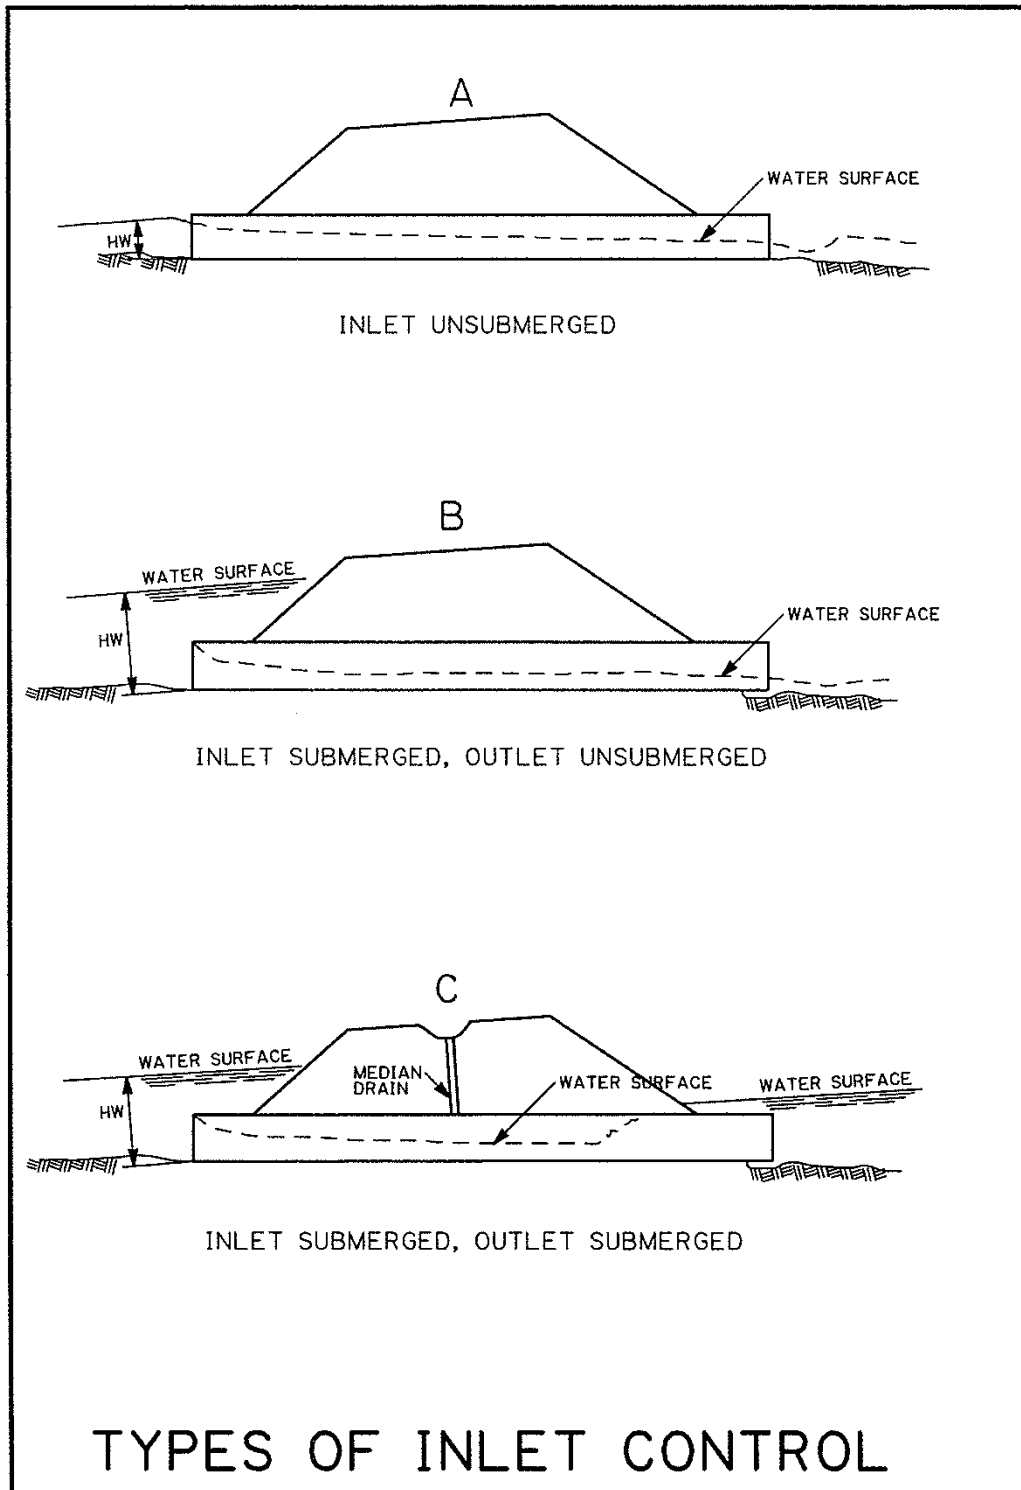 A
WATER SURFACE
HW
INLET UNSUBMERGED
B
WATER SURFACE
WATER SURFACE
HW
INLET SUBMERGED, OUTLET UNSUBMERGED
C
WATER SURFACE
MEDIAN
DRAIN
WATER SURFACE
WATER SURFACE
HW
INLET SUBMERGED, OUTLET SUBMERGED
TYPES OF INLET CONTROL